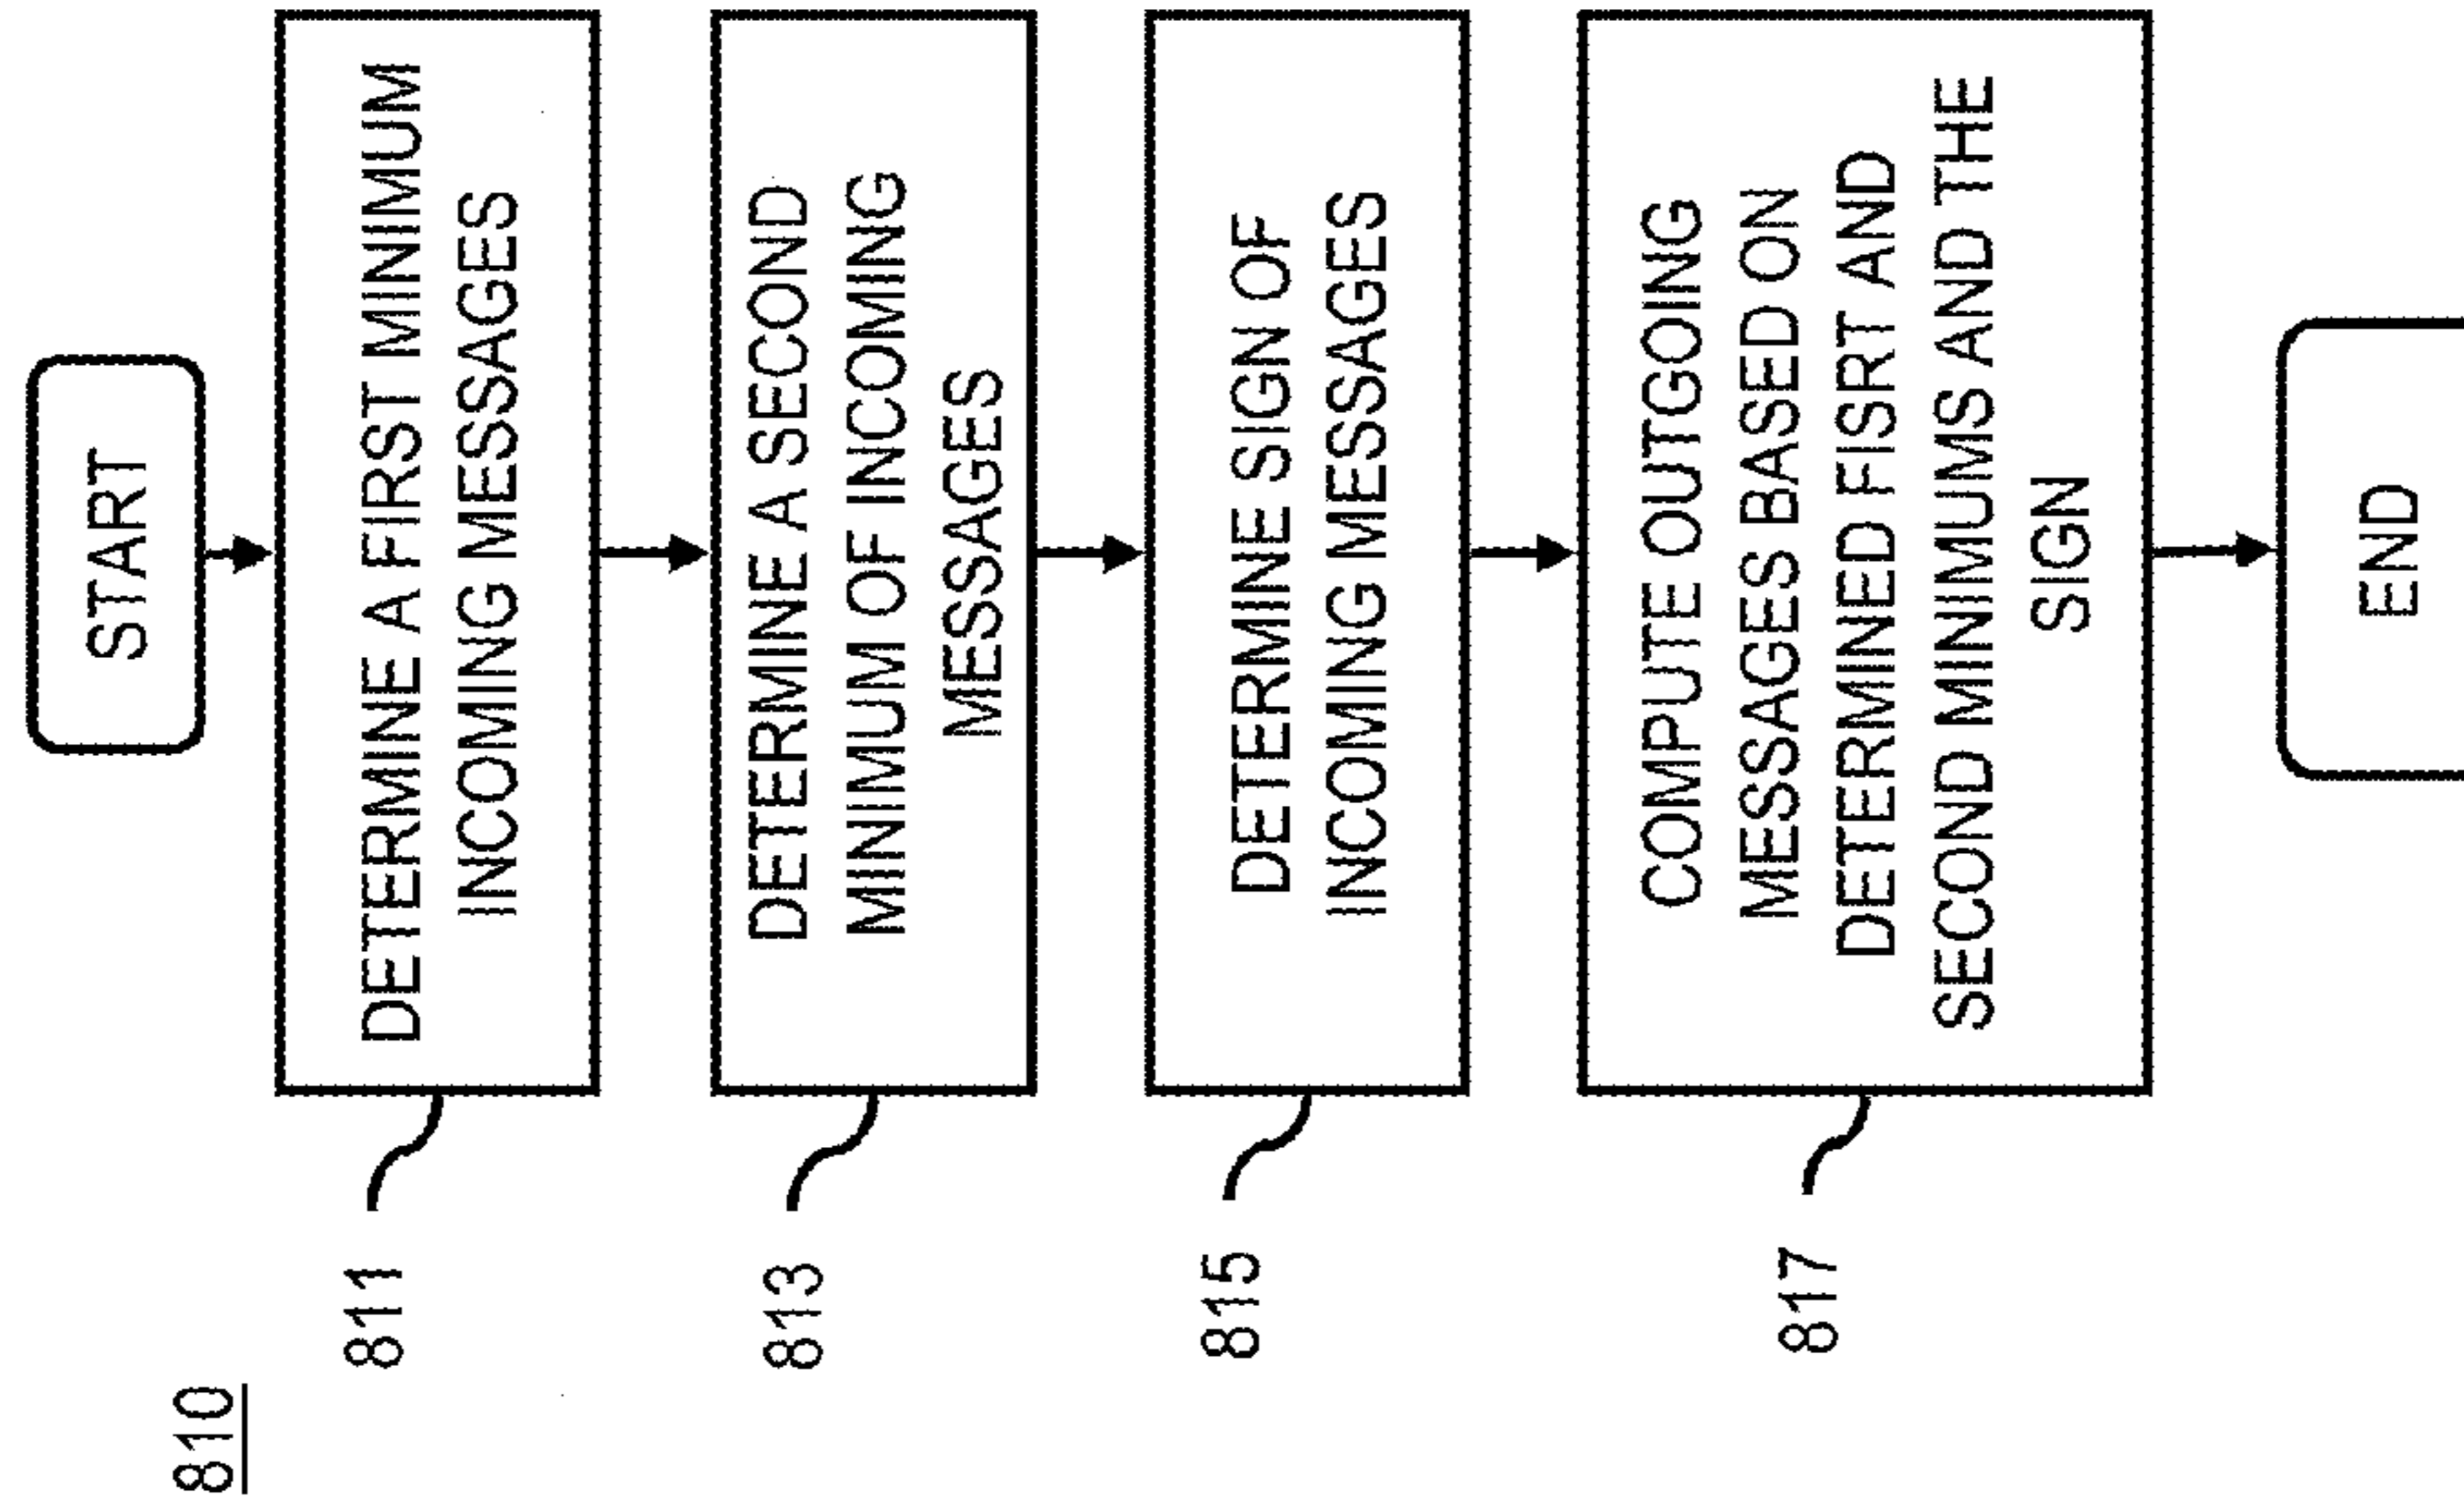 810
START
811
DETERMINE A FIRST MINIMUM
INCOMING MESSAGES
813
DETERMINE A SECOND
MINIMUM OF INCOMING
MESSAGES
815
DETERMINE SIGN OF
INCOMING MESSAGES
817
COMPUTE OUTGOING
MESSAGES BASED ON
DETERMINED FISRT AND
SECOND MINIMUMS AND THE
SIGN
END